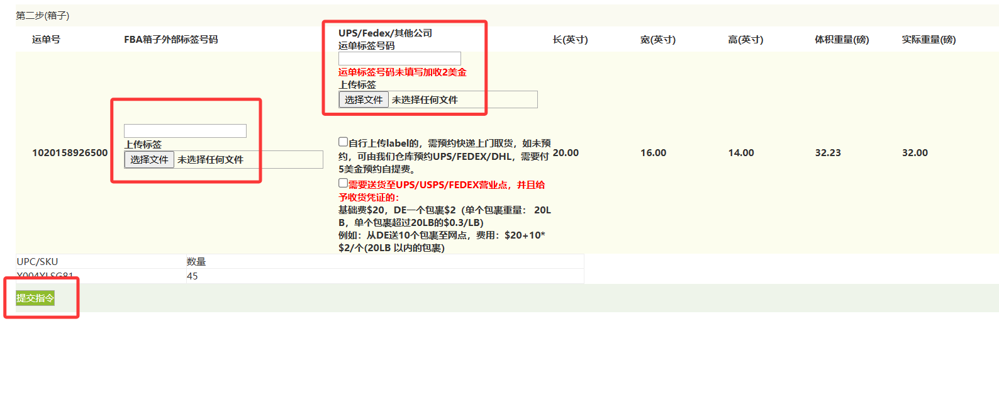 第二步(箱子)
运单号
FBA箱子外部标签号码
UPS/Fedex/其他公司
运单标签号码
长(英寸)
宽(英寸)
高(英寸)
体积重量(磅)
实际重量(磅)
运单标签号码未填写加收2美金
上传标签
选择文件 未选择任何文件
1020158926500
上传标签
选择文件 未选择任何文件
自行上传label的，需预约快递上门取货，如未预
约，可由我们仓库预约UPS/FEDEX/DHL，需要付
5美金预约自提费。
需要送货至UPS/USPS/FEDEX营业点，并且给
予收货凭证的：
基础费$20，DE一个包裹$2（单个包裹重量： 20L
B，单个包裹超过20LB的$0.3/LB)
例如：从DE送10个包裹至网点，费用：$20+10*
$2/个(20LB 以内的包裹)
20.00
16.00
14.00
32.23
32.00
UPC/SKU
数量
X004XLSG81
45
提交指令